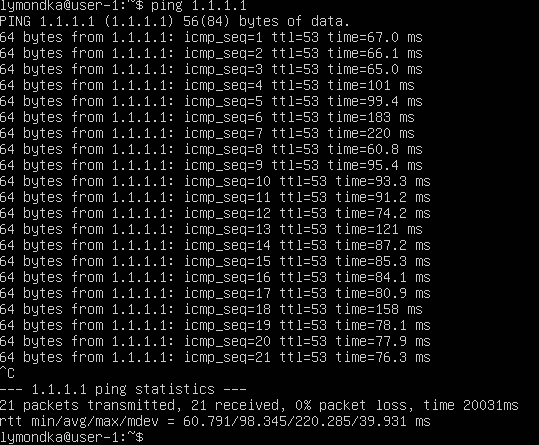 lymondka@user-1:~$ ping 1.1.1.1
PING 1.1.1.1 (1.1.1.1) 56(84) bytes of data.
64 bytes from 1.1.1.1: icmp_seq=1 ttl=53 time=67.0 ms
64 bytes from 1.1.1.1: icmp_seq=2 ttl=53 time=66.1 ms
64 bytes from 1.1.1.1: icmp_seq=3 ttl=53 time=65.0 ms
64 bytes from 1.1.1.1: icmp_seq=4 ttl=53 time=101 ms
64 bytes from 1.1.1.1: icmp_seq=5 ttl=53 time=99.4 ms
64 bytes from 1.1.1.1: icmp_seq=6 ttl=53 time=183 ms
64 bytes from 1.1.1.1: icmp_seq=7 ttl=53 time=220 ms
64 bytes from 1.1.1.1: icmp_seq=8 ttl=53 time=60.8 ms
64 bytes from 1.1.1.1: icmp_seq=9 ttl=53 time=95.4 ms
64 bytes from 1.1.1.1: icmp_seq=10 ttl=53 time=93.3 ms
64 bytes from 1.1.1.1: icmp_seq=11 ttl=53 time=91.2 ms
64 bytes from 1.1.1.1: icmp_seq=12 ttl=53 time=74.2 ms
64 bytes from 1.1.1.1: icmp_seq=13 ttl=53 time=121 ms
64 bytes from 1.1.1.1: icmp_seq=14 ttl=53 time=87.2 ms
64 bytes from 1.1.1.1: icmp_seq=15 ttl=53 time=85.3 ms
64 bytes from 1.1.1.1: icmp_seq=16 ttl=53 time=84.1 ms
64 bytes from 1.1.1.1: icmp_seq=17 ttl=53 time=80.9 ms
64 bytes from 1.1.1.1: icmp_seq=18 ttl=53 time=158 ms
64 bytes from 1.1.1.1: icmp_seq=19 ttl=53 time=78.1 ms
64 bytes from 1.1.1.1: icmp_seq=20 ttl=53 time=77.9 ms
64 bytes from 1.1.1.1: icmp_seq=21 ttl=53 time=76.3 ms
^C
--- 1.1.1.1 ping statistics ---
21 packets transmitted, 21 received, 0% packet loss, time 20031ms
rtt min/avg/max/mdev = 60.791/98.345/220.285/39.931 ms
lymondka@user-1:~$